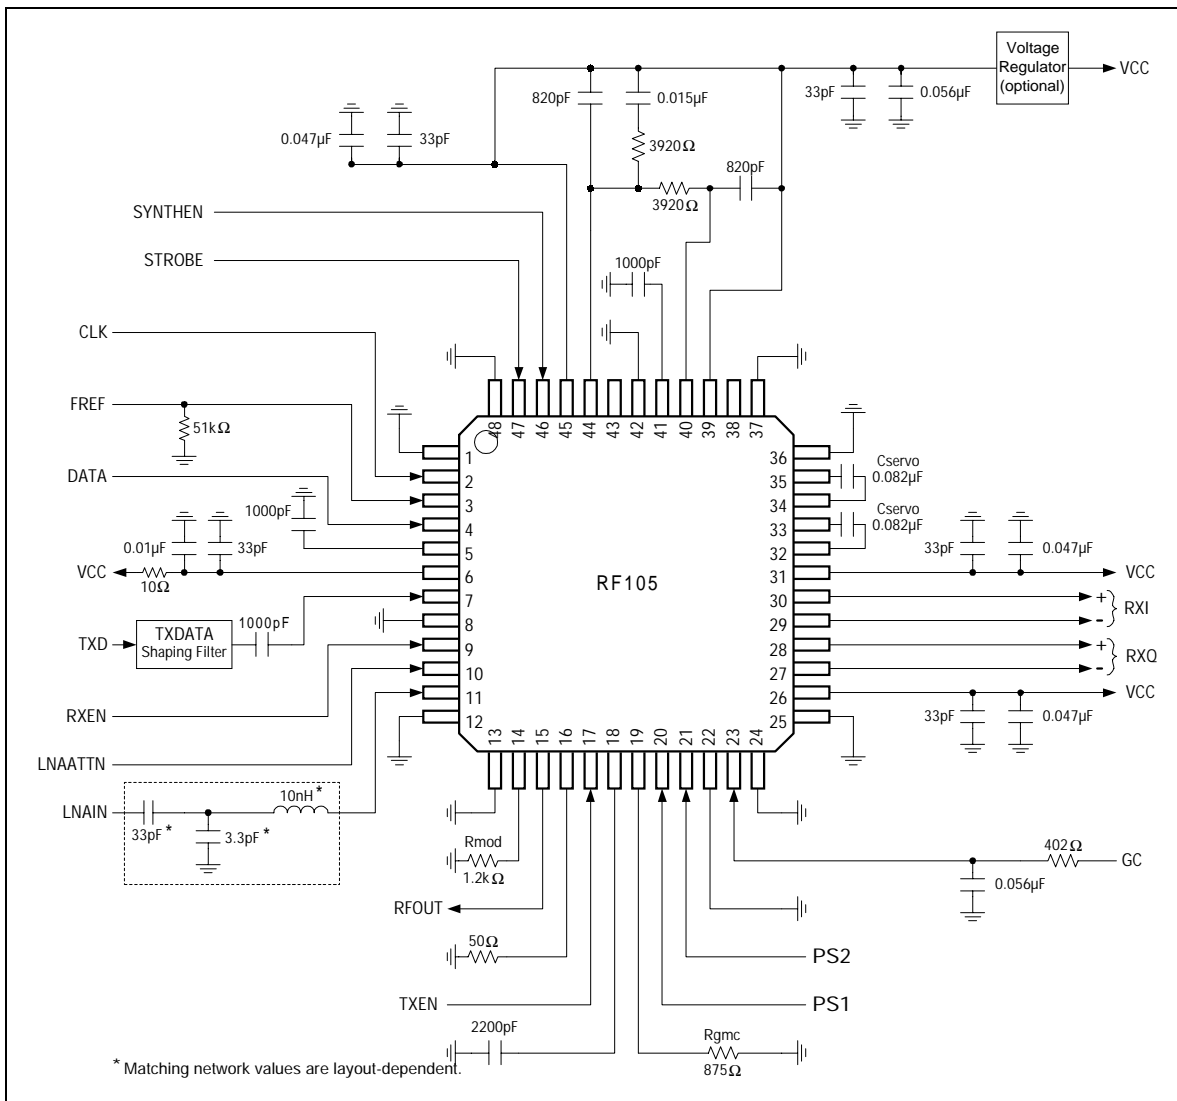 Voltage
Regulator
(optional)
VCC
820pF
0.015µF
33pF
0.056µF
0.047µF
33pF
3920Ω
820pF
3920Ω
SYNTHEN
STROBE
1000pF
CLK
FREF
51kΩ
DATA
1000pF
0.01µF
33pF
VCC
10Ω
TXD
TXDATA
Shaping Filter
1000pF
RXEN
LNAATTN
LNAIN
33pF *
3.3pF *
10nH *
48
47
46
45
44
43
42
41
40
39
38
37
1
2
3
4
5
6
7
8
9
10
11
12
RF105
36
35
34
33
32
31
30
29
28
27
26
25
13
14
15
16
17
18
19
20
21
22
23
24
Cservo
0.082µF
Cservo
0.082µF
33pF
0.047µF
VCC
+
-
RXI
+
-
RXQ
VCC
33pF
0.047µF
Rmod
1.2kΩ
402Ω
GC
0.056µF
RFOUT
50Ω
PS2
TXEN
PS1
2200pF
Rgmc
875Ω
* Matching network values are layout-dependent.